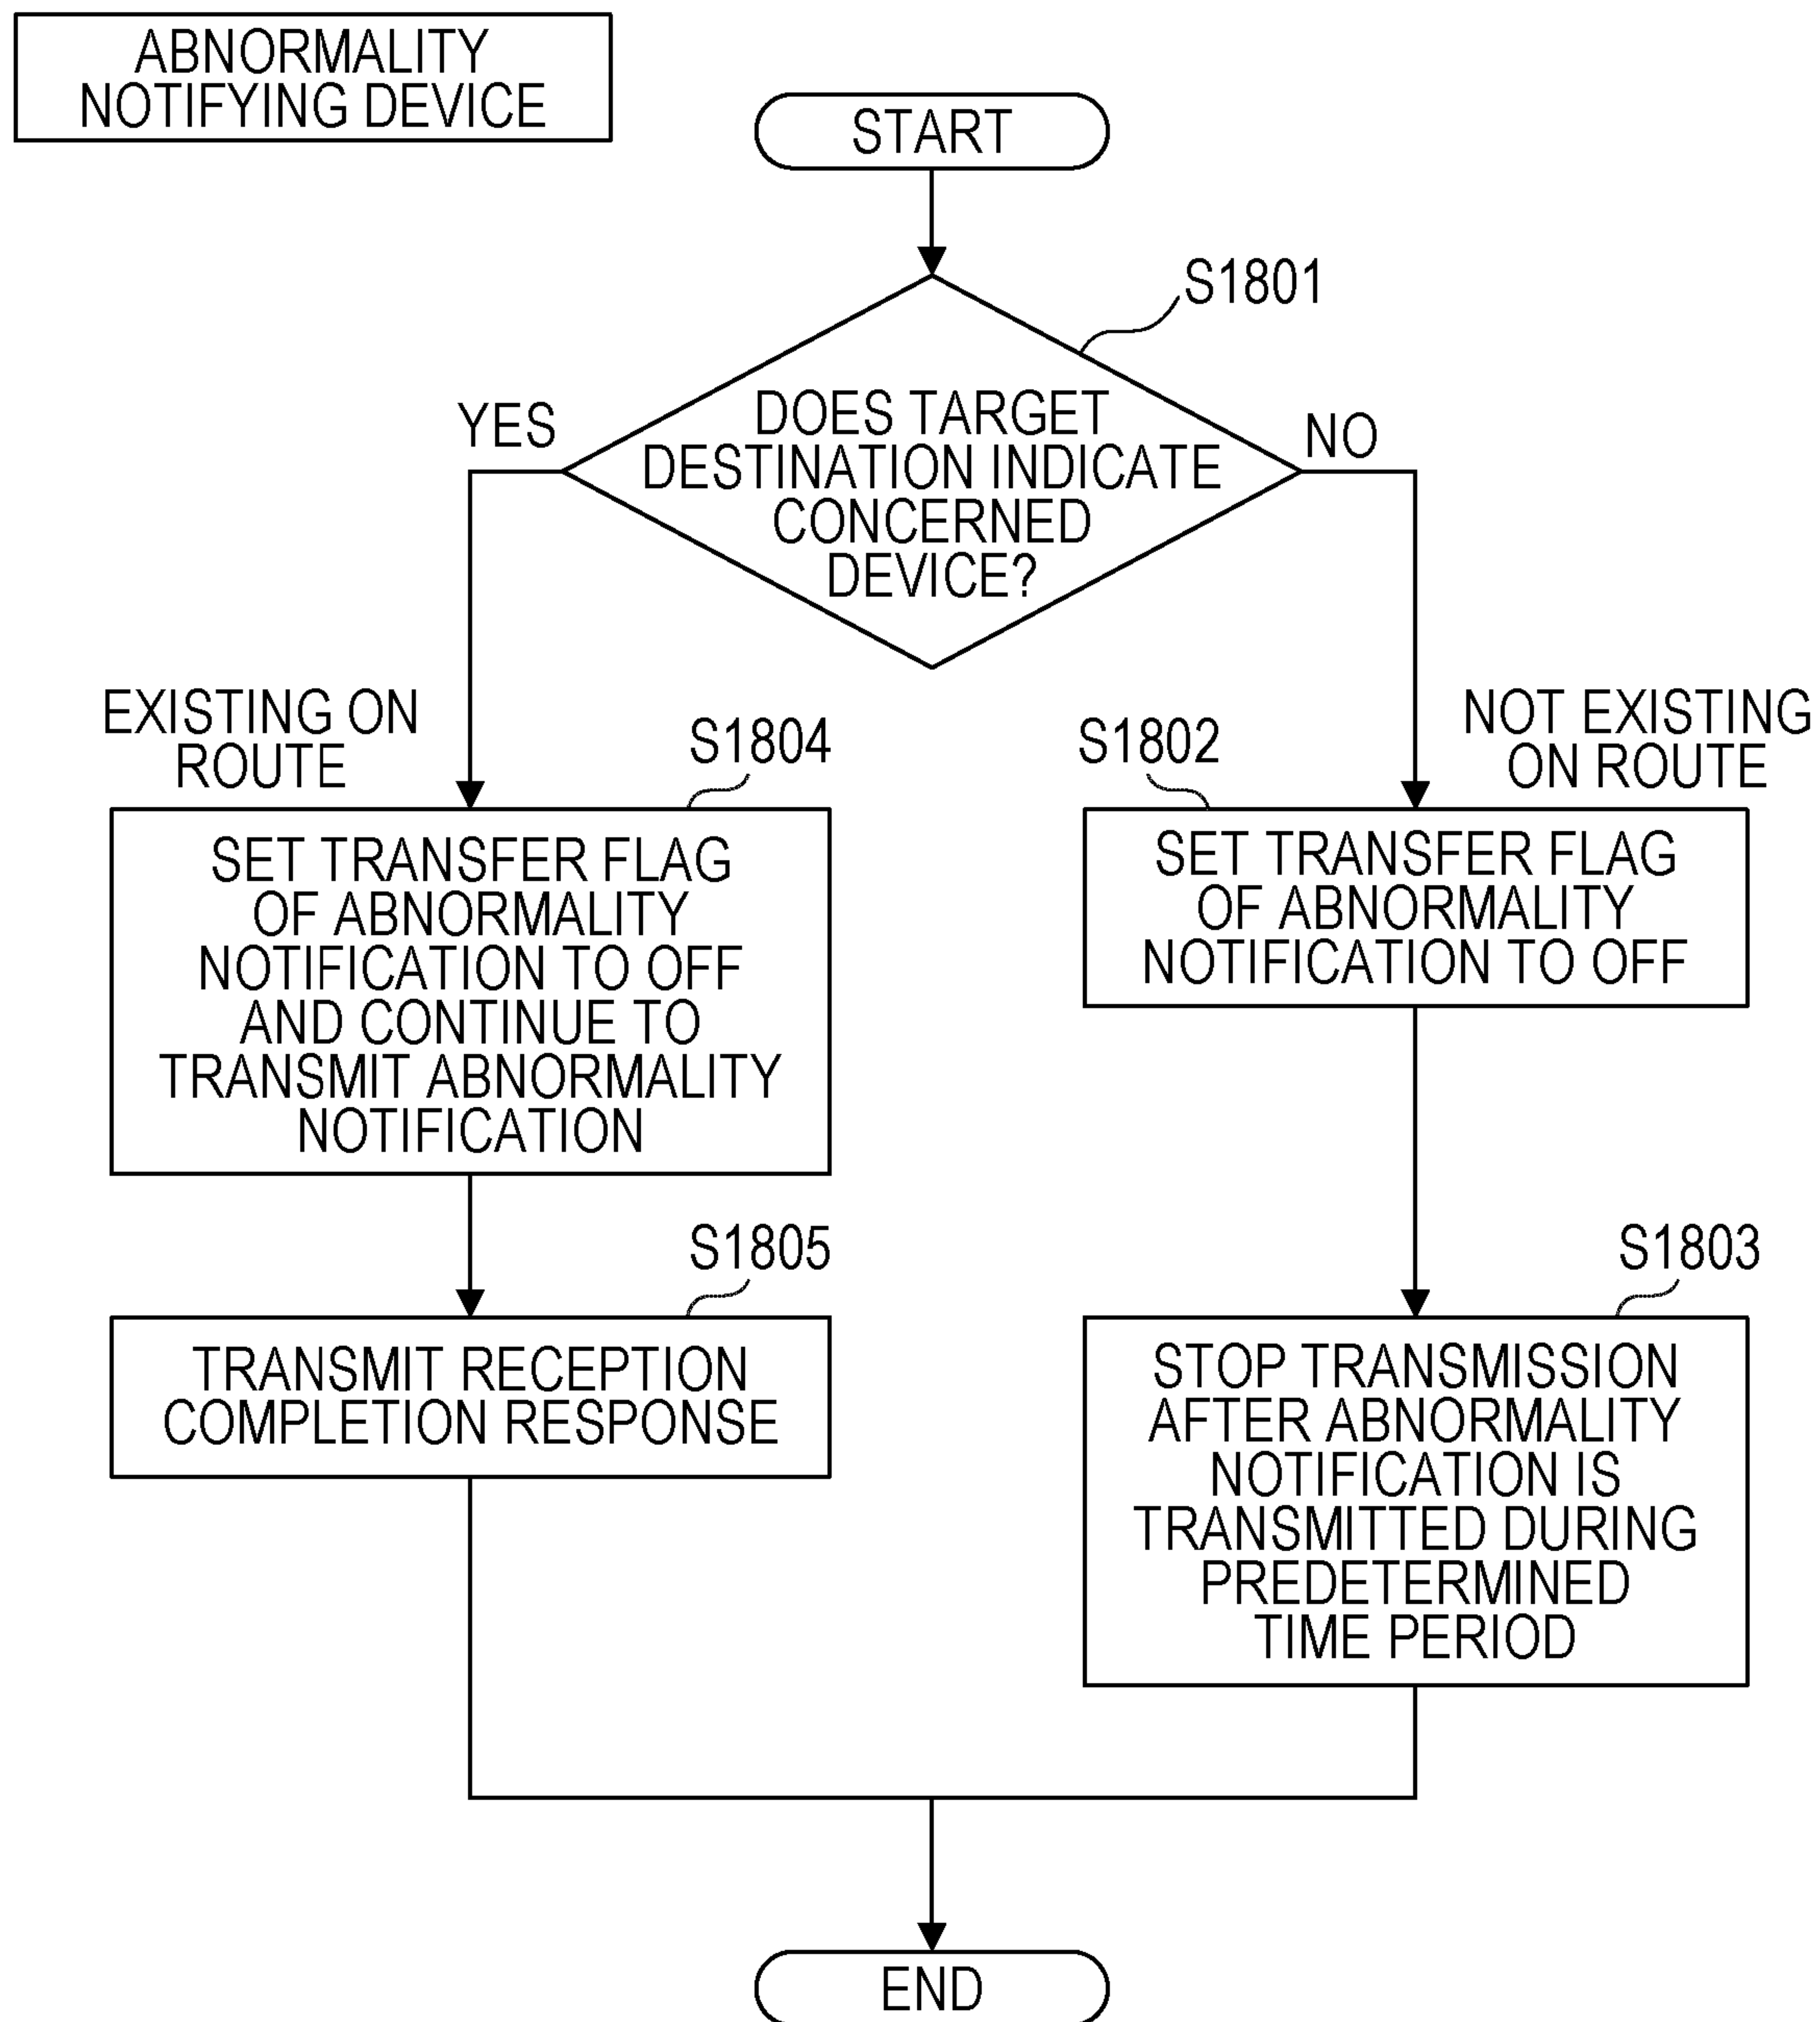 ABNORMALITY
NOTIFYING DEVICE
START
S1801
DOES TARGET
DESTINATION INDICATE
CONCERNED
DEVICE?
YES
NO
EXISTING ON
ROUTE
S1804
SET TRANSFER FLAG
OF ABNORMALITY
NOTIFICATION TO OFF
AND CONTINUE TO
TRANSMIT ABNORMALITY
NOTIFICATION
S1805
TRANSMIT RECEPTION
COMPLETION RESPONSE
NOT EXISTING
ON ROUTE
S1802
SET TRANSFER FLAG
OF ABNORMALITY
NOTIFICATION TO OFF
S1803
STOP TRANSMISSION
AFTER ABNORMALITY
NOTIFICATION IS
TRANSMITTED DURING
PREDETERMINED
TIME PERIOD
END